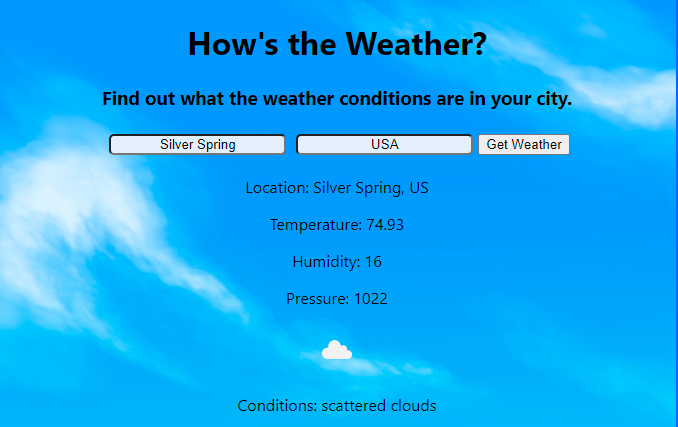 How's the Weather?
Find out what the weather conditions are in your city.
Silver Spring USA Get Weather
Location: Silver Spring, US
Temperature: 74.93
Humidity: 16
Pressure: 1022
Conditions: scattered clouds